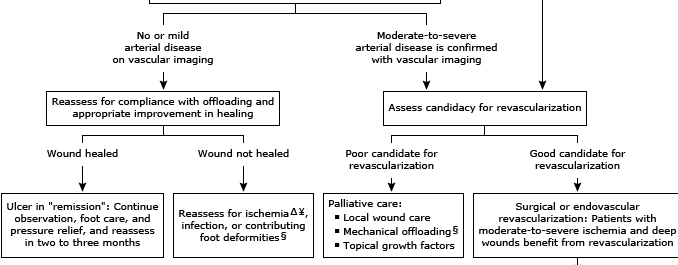 No or mild
arterial disease
on vascular imaging
Moderate-to-severe
arterial disease is confirmed
with vascular imaging
Reassess for compliance with offloading and
appropriate improvement in healing
Assess candidacy for revascularization
Wound healed
Wound not healed
Poor candidate for
revascularization
Good candidate for
revascularization
Ulcer in "remission": Continue
observation, foot care, and
pressure relief, and reassess
in two to three months
Reassess for ischemiaΔ¥,
infection, or contributing
foot deformities§
Palliative care:
▪ Local wound care
▪ Mechanical offloading§
▪ Topical growth factors
Surgical or endovascular
revascularization: Patients with
moderate-to-severe ischemia and deep
wounds benefit from revascularization